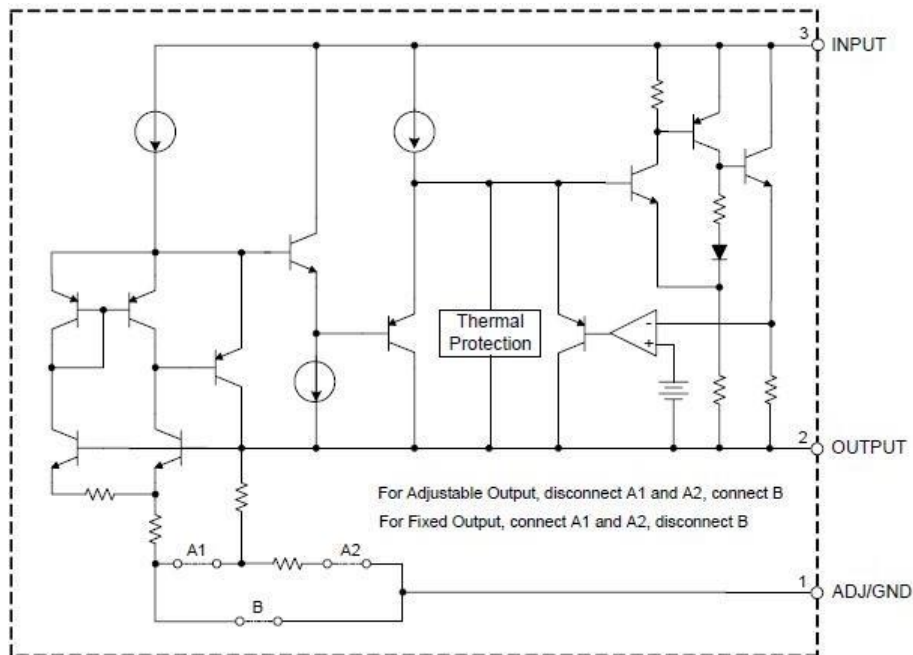 3
INPUT
Thermal
Protection
-
+
2
OUTPUT
For Adjustable Output, disconnect A1 and A2, connect B
For Fixed Output, connect A1 and A2, disconnect B
A1
A2
1
ADJ/GND
B